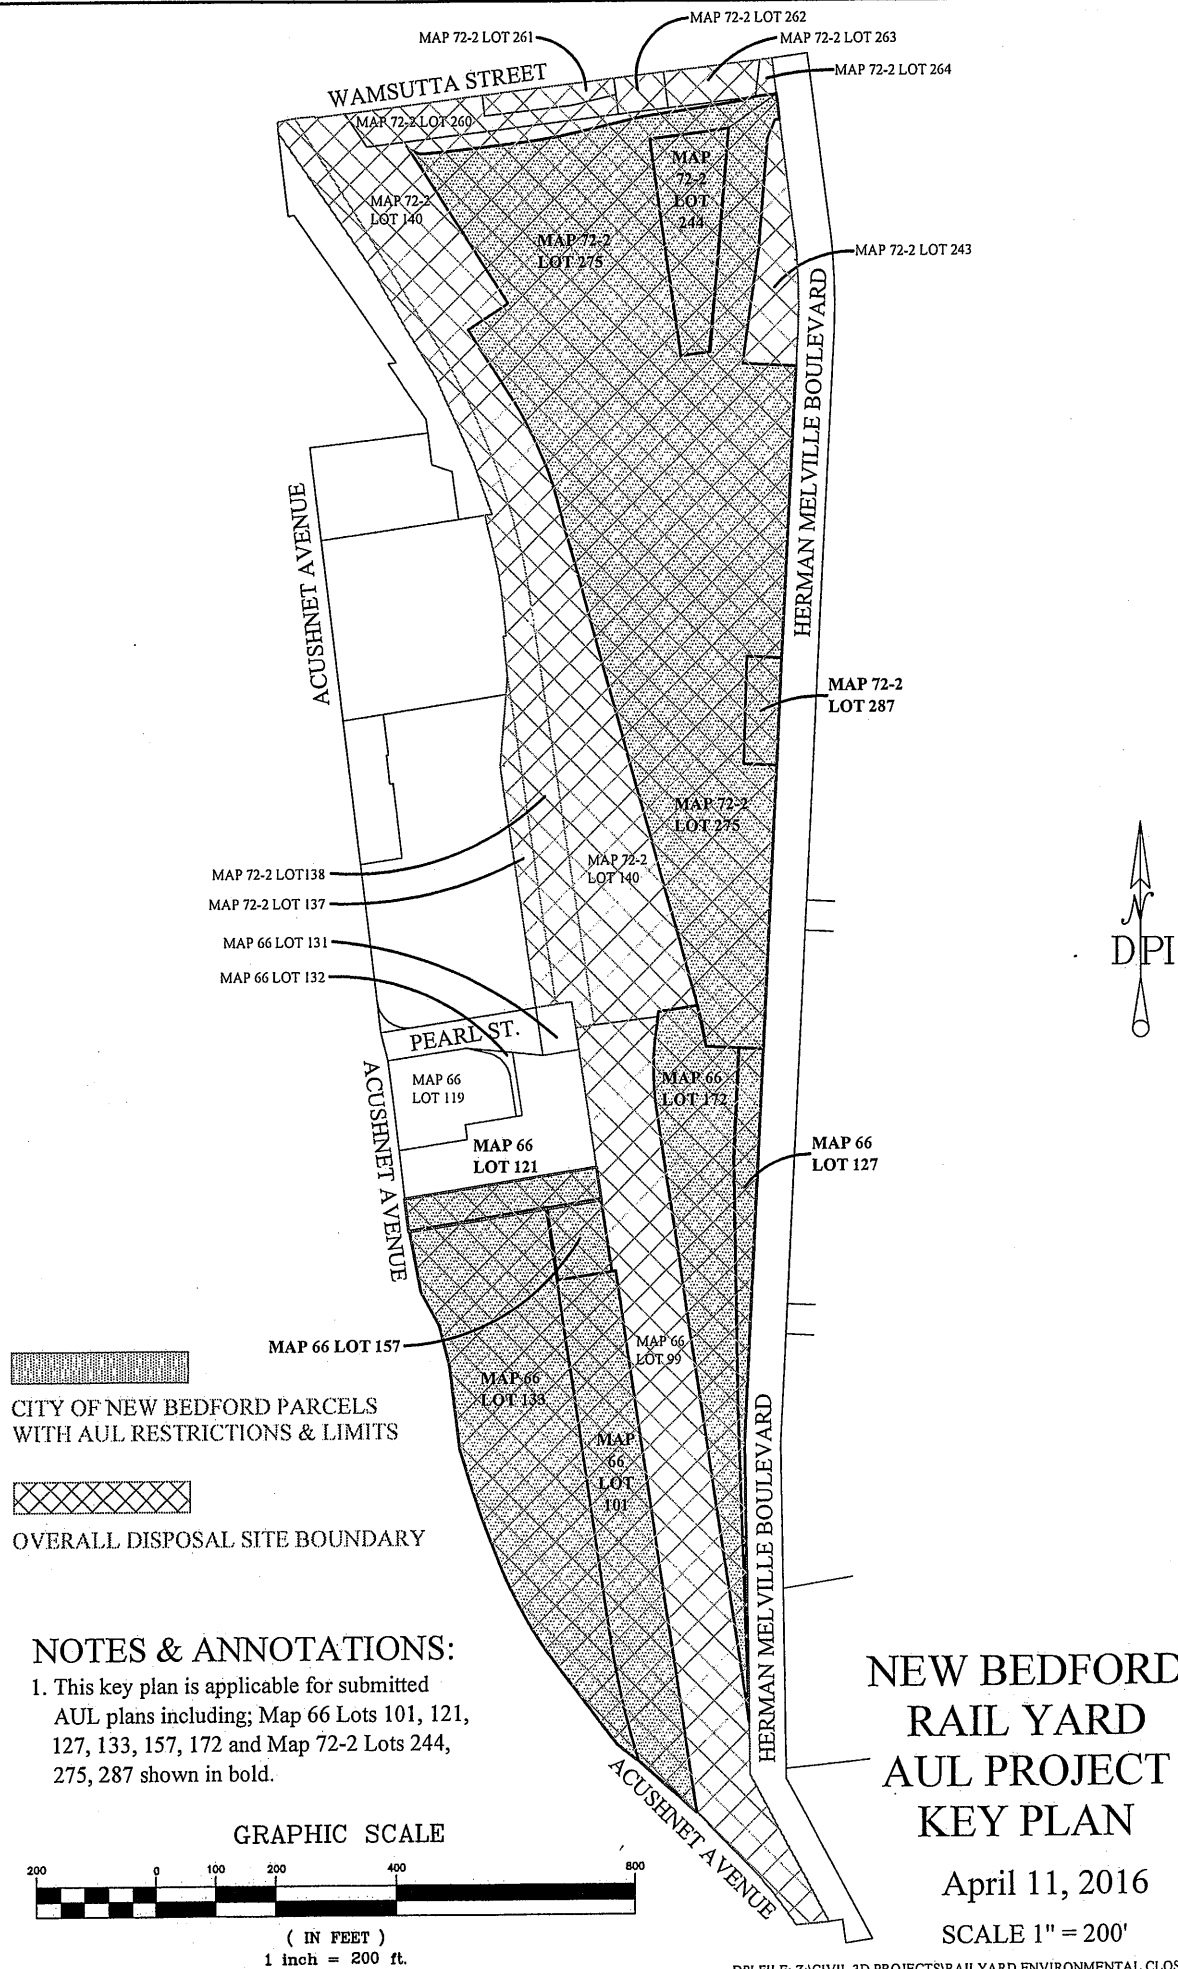 MAP 72-2 LOT 262
MAP 72-2 LOT 261
MAP 72-2 LOT 263
WAMSUTTA STREET
MAP 72-2 LOT 264
MAP 72-2 LOT 260
MAP
72-2
LOT
244
MAP 72-2
LOT 140
MAP 72-2
LOT 275
MAP 72-2 LOT 243
HERMAN MELVILLE BOULEVARD
ACUSHNET AVENUE
MAP 72-2
LOT 287
MAP 72-2
LOT 275
MAP 72-2
LOT 140
MAP 72-2 LOT138
MAP 72-2 LOT 137
MAP 66 LOT 131
MAP 66 LOT 132
N
DPI
PEARL ST.
ACUSHNET AVENUE
MAP 66
LOT 119
MAP 66
LOT 172
MAP 66
LOT 121
MAP 66
LOT 127
MAP 66 LOT 157
MAP 66
LOT 99
MAP 66
LOT 133
MAP
66
LOT
101
HERMAN MELVILLE BOULEVARD
CITY OF NEW BEDFORD PARCELS
WITH AUL RESTRICTIONS & LIMITS
OVERALL DISPOSAL SITE BOUNDARY
NOTES & ANNOTATIONS:
1. This key plan is applicable for submitted
AUL plans including; Map 66 Lots 101, 121,
127, 133, 157, 172 and Map 72-2 Lots 244,
275, 287 shown in bold.
ACUSHNET AVENUE
GRAPHIC SCALE
200 0 100 200 400 800
( IN FEET )
1 inch = 200 ft.
NEW BEDFORD
RAIL YARD
AUL PROJECT
KEY PLAN
April 11, 2016
SCALE 1" = 200'